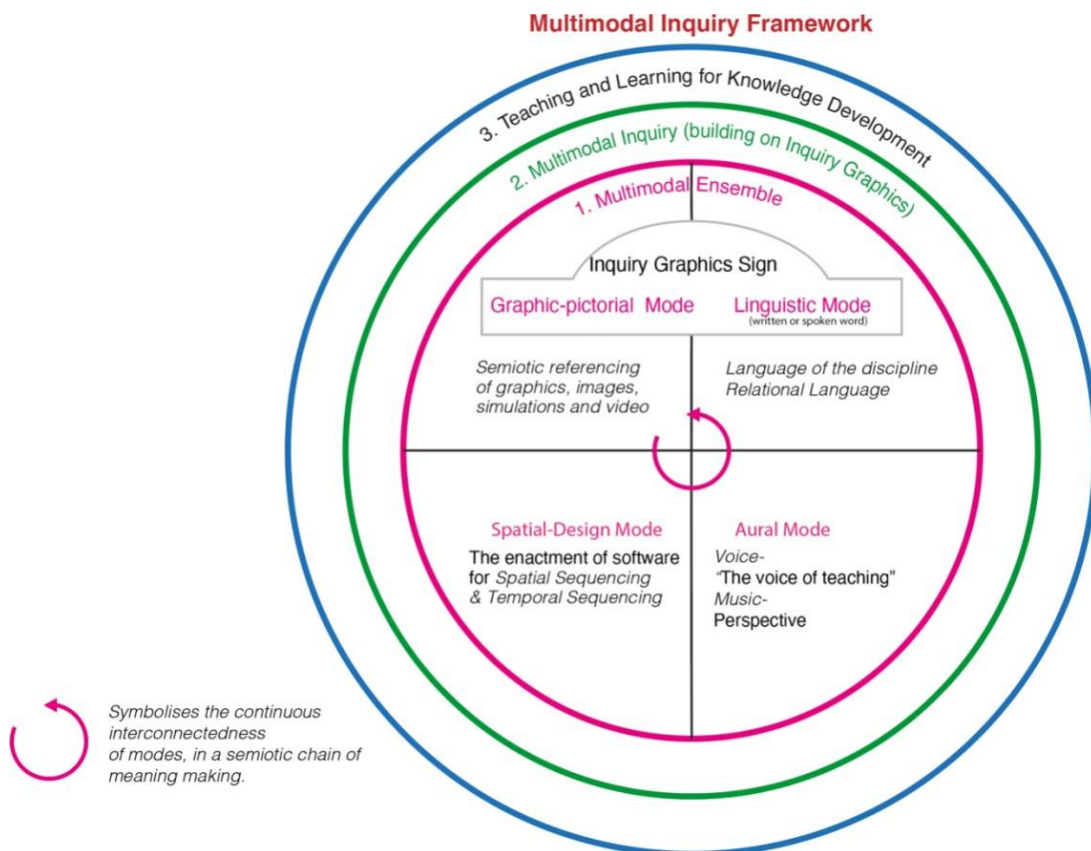 Multimodal Inquiry Framework
3. Teaching and Learning for Knowledge Development
2. Multimodal Inquiry (building on Inquiry Graphics)
1. Multimodal Ensemble
Inquiry Graphics Sign
Graphic-pictorial Mode
Linguistic Mode
(written or spoken word)
Semiotic referencing
of graphics, images,
simulations and video
Language of the discipline
Relational Language
Spatial-Design Mode
The enactment of software
for Spatial Sequencing
& Temporal Sequencing
Aural Mode
Voice-
“The voice of teaching”
Music-
Perspective
Symbolises the continuous
interconnectedness
of modes, in a semiotic chain of
meaning making.